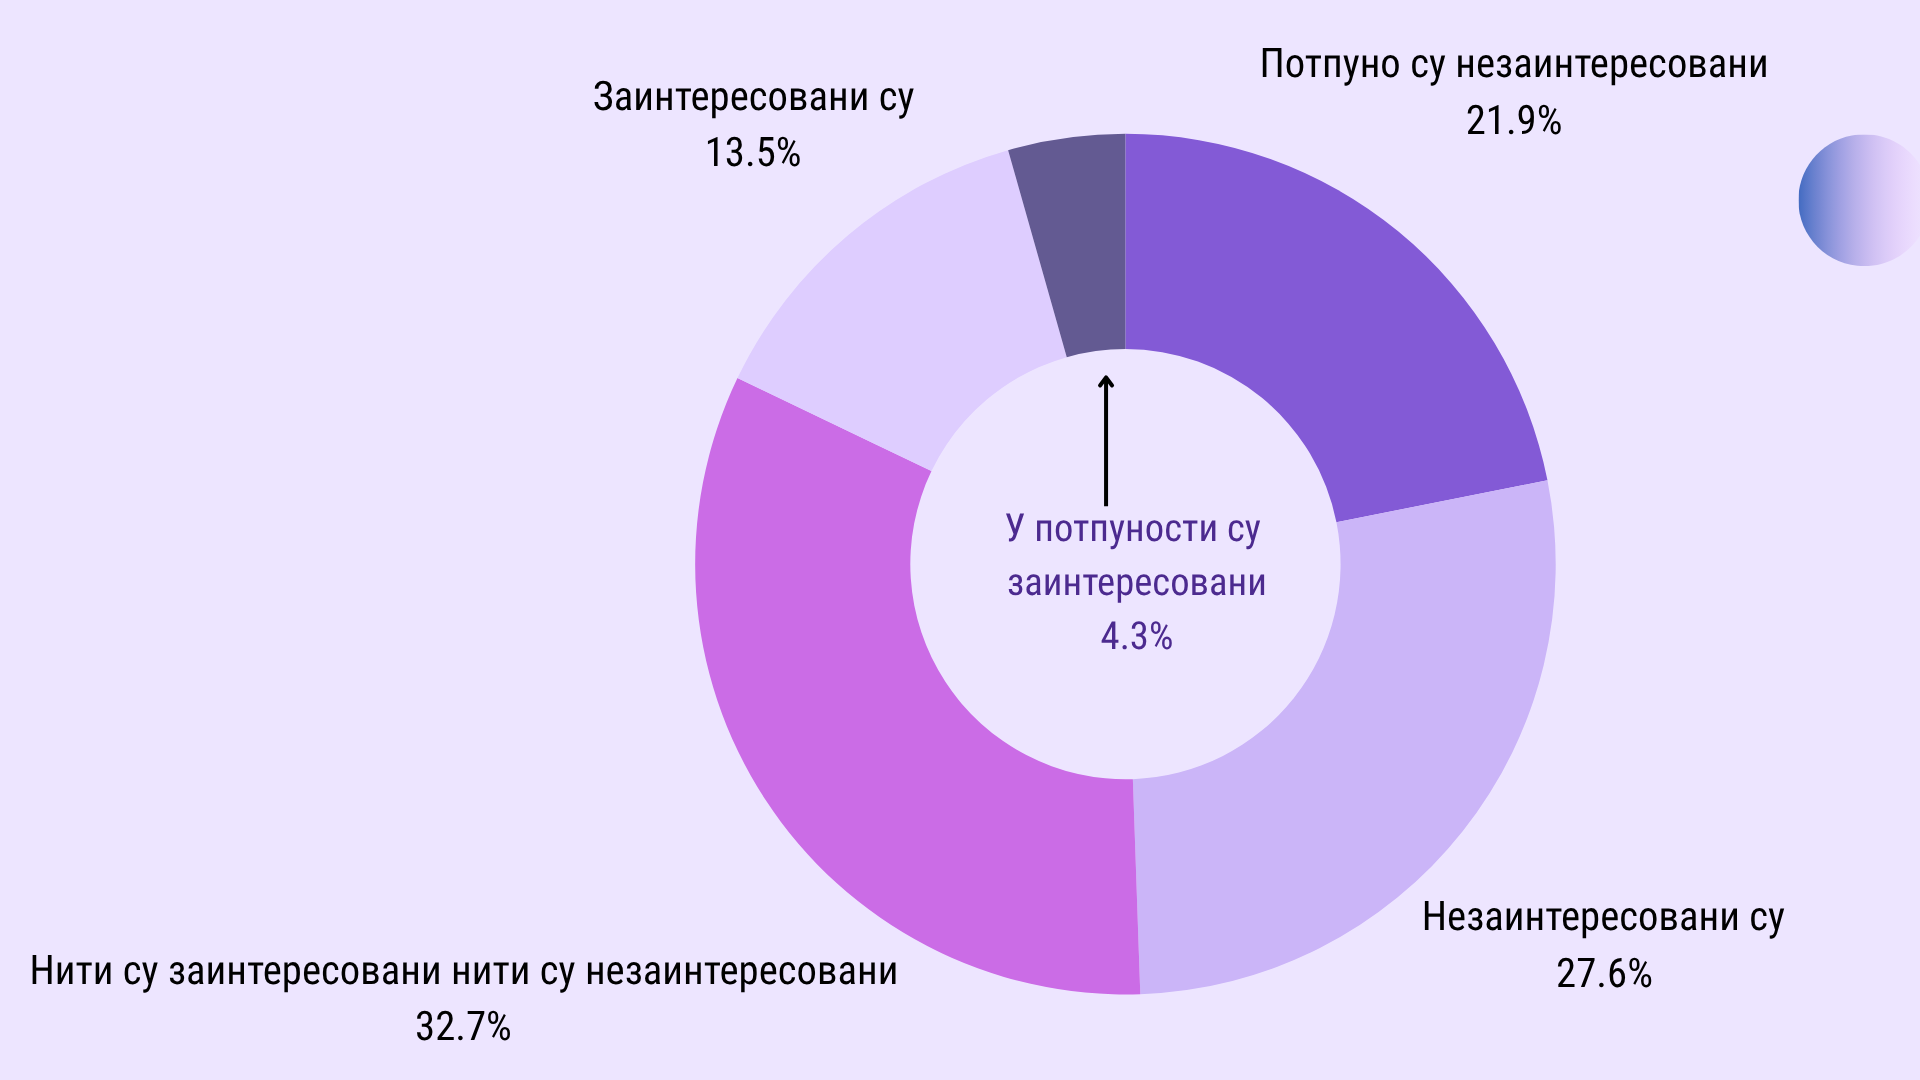 Потпуно су незаинтересовани
21.9%
Заинтересовани су
13.5%
У потпуности су
заинтересовани
4.3%
Незаинтересовани су
27.6%
Нити су заинтересовани нити су незаинтересовани
32.7%